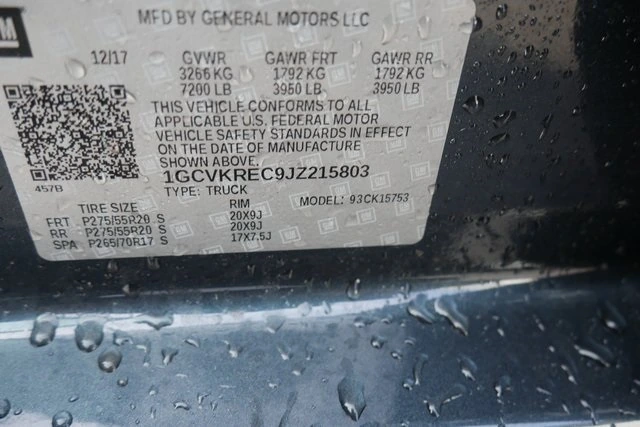 GM
MFD BY GENERAL MOTORS LLC
12/17 GVWR GAWR FRT GAWR RR
3266 KG 1792 KG 1792 KG
7200 LB 3950 LB 3950 LB
THIS VEHICLE CONFORMS TO ALL
APPLICABLE U.S. FEDERAL MOTOR
VEHICLE SAFETY STANDARDS IN EFFECT
ON THE DATE OF MANUFACTURE
SHOWN ABOVE.
457B 1GCVKREC9JZ215803
TYPE: TRUCK MODEL: 93CK15753
TIRE SIZE RIM
FRT P275/55R20 S 20X9J
RR P275/55R20 S 20X9J
SPA P265/70R17 S 17X7.5J